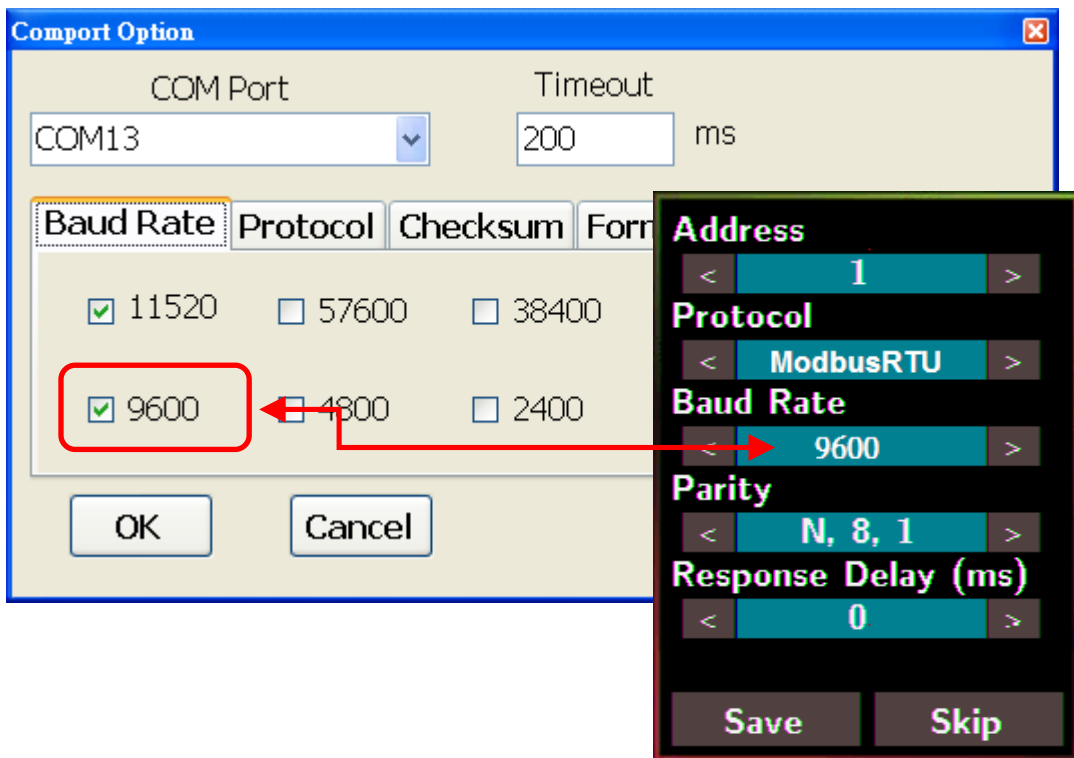 Comport Option
COM Port Timeout
COM13 200 ms
Baud Rate Protocol Checksum
11520 57600 38400
9600 4800 2400
OK Cancel
Address
< 1 >
Protocol
< ModbusRTU >
Baud Rate
< 9600 >
Parity
< N, 8, 1 >
Response Delay (ms)
< 0 >
Save Skip